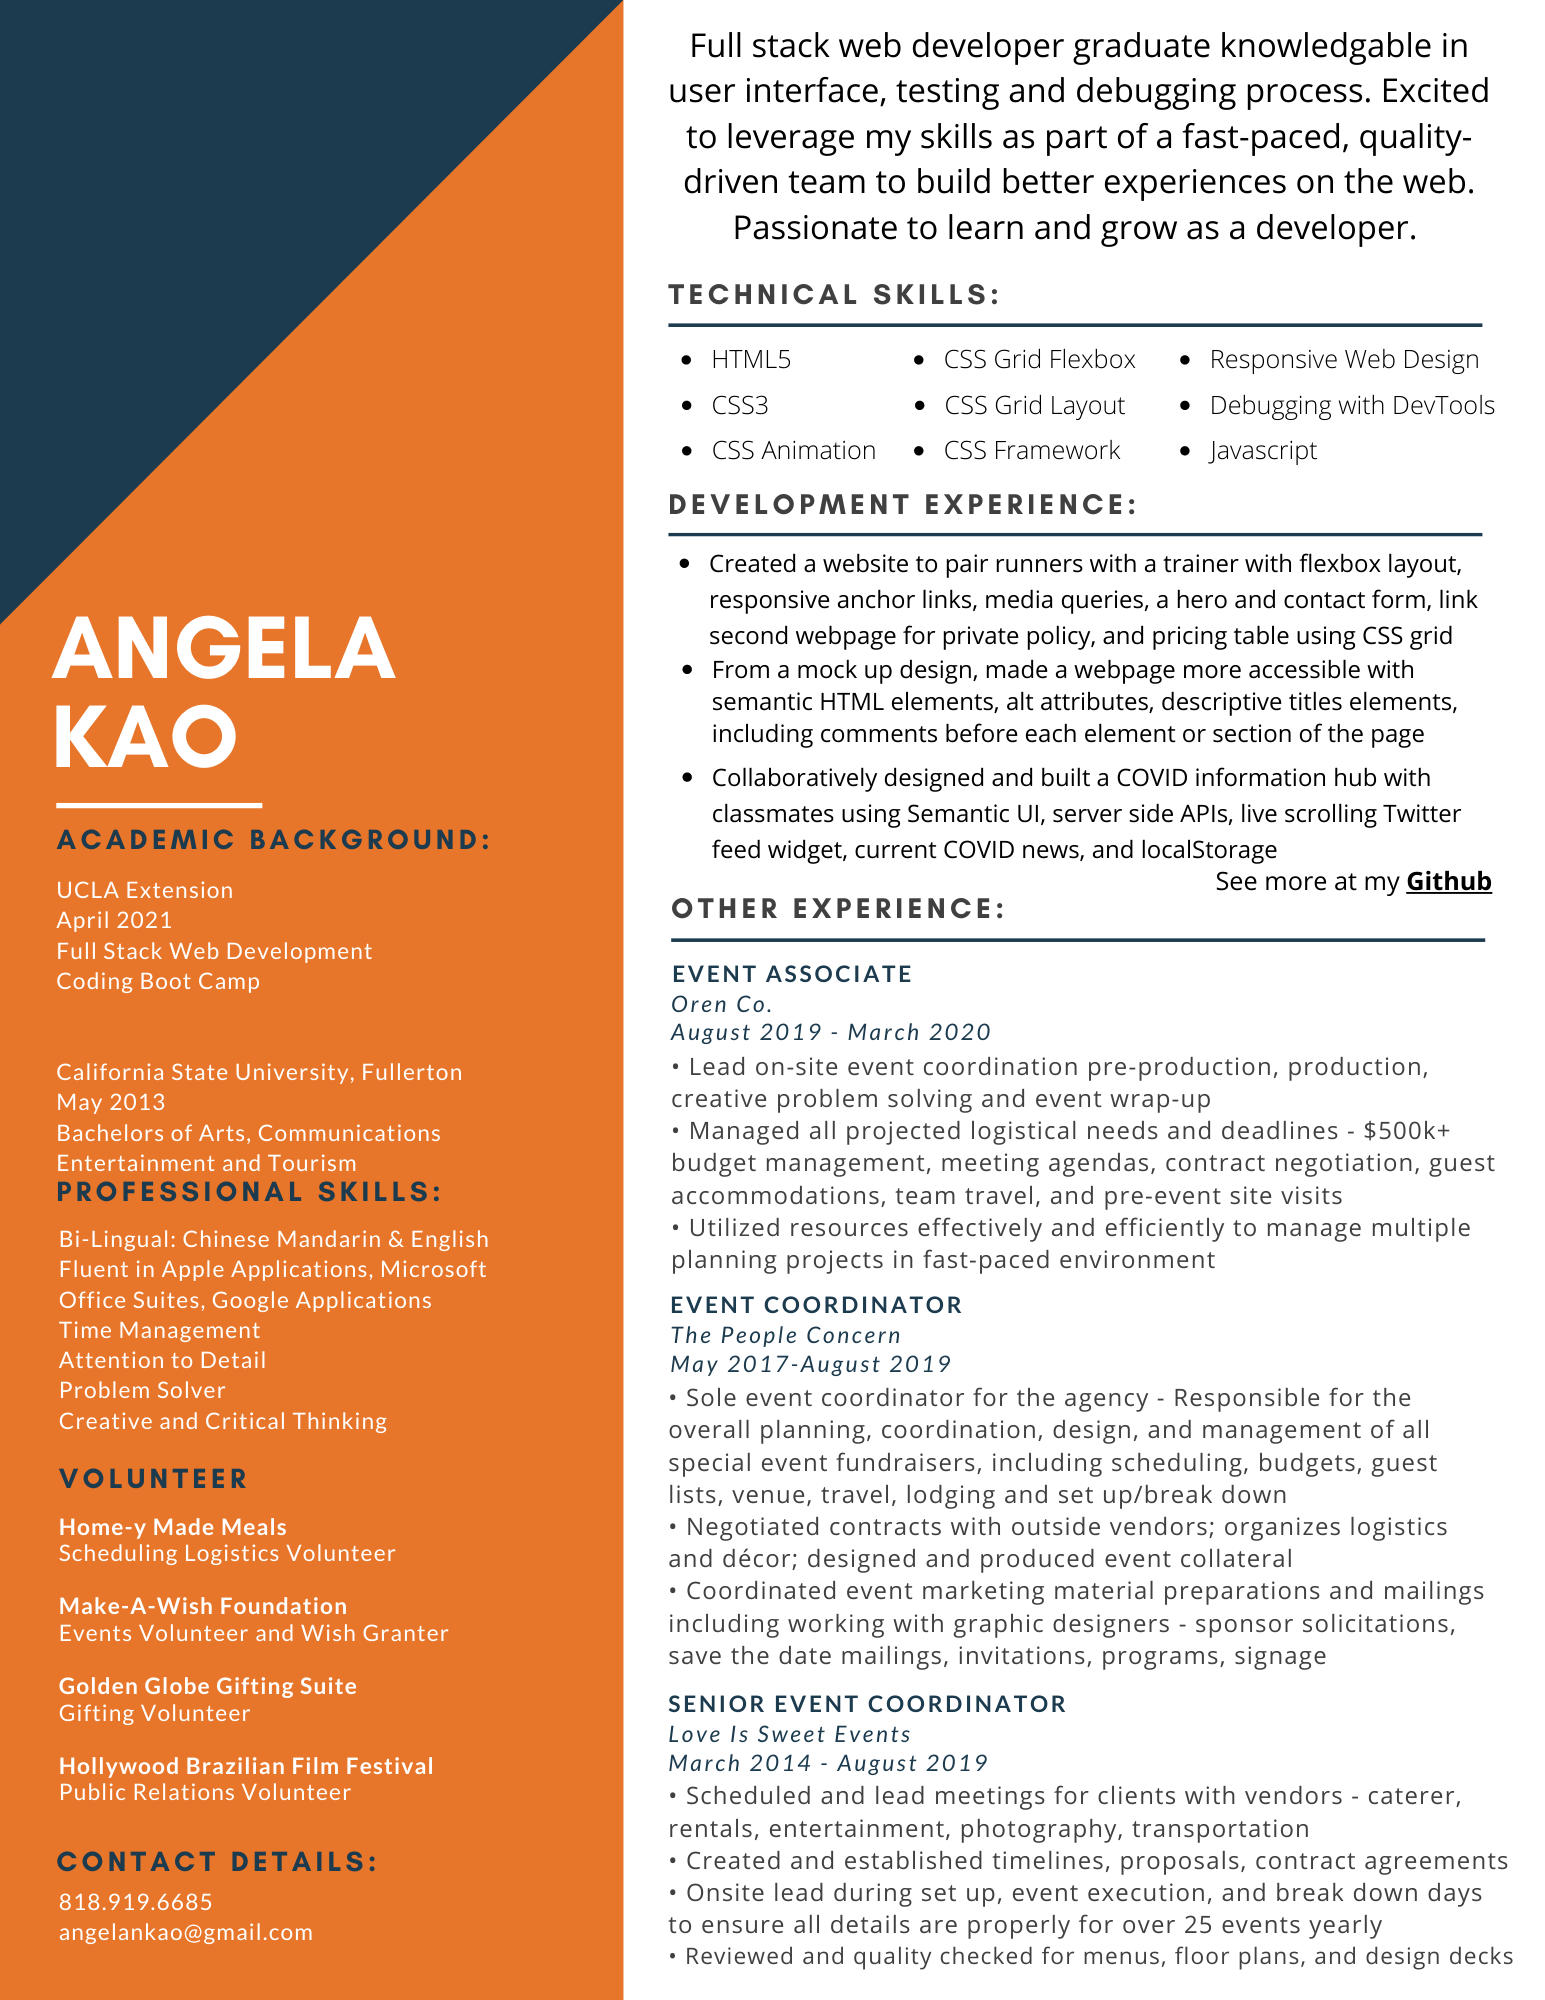 ANGELA
KAO
ACADEMIC BACKGROUND:
UCLA Extension
April 2021
Full Stack Web Development
Coding Boot Camp
California State University, Fullerton
May 2013
Bachelors of Arts, Communications
Entertainment and Tourism
PROFESSIONAL SKILLS:
Bi-Lingual: Chinese Mandarin & English
Fluent in Apple Applications, Microsoft
Office Suites, Google Applications
Time Management
Attention to Detail
Problem Solver
Creative and Critical Thinking
VOLUNTEER
Home-y Made Meals
Scheduling Logistics Volunteer
Make-A-Wish Foundation
Events Volunteer and Wish Granter
Golden Globe Gifting Suite
Gifting Volunteer
Hollywood Brazilian Film Festival
Public Relations Volunteer
CONTACT DETAILS:
818.919.6685
angelankao@gmail.com
Full stack web developer graduate knowledgable in
user interface, testing and debugging process. Excited
to leverage my skills as part of a fast-paced, quality-
driven team to build better experiences on the web.
Passionate to learn and grow as a developer.
TECHNICAL SKILLS:
• HTML5
• CSS3
• CSS Animation
• CSS Grid Flexbox
• CSS Grid Layout
• CSS Framework
• Responsive Web Design
• Debugging with DevTools
• Javascript
DEVELOPMENT EXPERIENCE:
• Created a website to pair runners with a trainer with flexbox layout,
responsive anchor links, media queries, a hero and contact form, link
second webpage for private policy, and pricing table using CSS grid
• From a mock up design, made a webpage more accessible with
semantic HTML elements, alt attributes, descriptive titles elements,
including comments before each element or section of the page
• Collaboratively designed and built a COVID information hub with
classmates using Semantic UI, server side APIs, live scrolling Twitter
feed widget, current COVID news, and localStorage
See more at my Github
OTHER EXPERIENCE:
EVENT ASSOCIATE
Oren Co.
August 2019 - March 2020
• Lead on-site event coordination pre-production, production,
creative problem solving and event wrap-up
• Managed all projected logistical needs and deadlines - $500k+
budget management, meeting agendas, contract negotiation, guest
accommodations, team travel, and pre-event site visits
• Utilized resources effectively and efficiently to manage multiple
planning projects in fast-paced environment
EVENT COORDINATOR
The People Concern
May 2017-August 2019
• Sole event coordinator for the agency - Responsible for the
overall planning, coordination, design, and management of all
special event fundraisers, including scheduling, budgets, guest
lists, venue, travel, lodging and set up/break down
• Negotiated contracts with outside vendors; organizes logistics
and décor; designed and produced event collateral
• Coordinated event marketing material preparations and mailings
including working with graphic designers - sponsor solicitations,
save the date mailings, invitations, programs, signage
SENIOR EVENT COORDINATOR
Love Is Sweet Events
March 2014 - August 2019
• Scheduled and lead meetings for clients with vendors - caterer,
rentals, entertainment, photography, transportation
• Created and established timelines, proposals, contract agreements
• Onsite lead during set up, event execution, and break down days
to ensure all details are properly for over 25 events yearly
• Reviewed and quality checked for menus, floor plans, and design decks